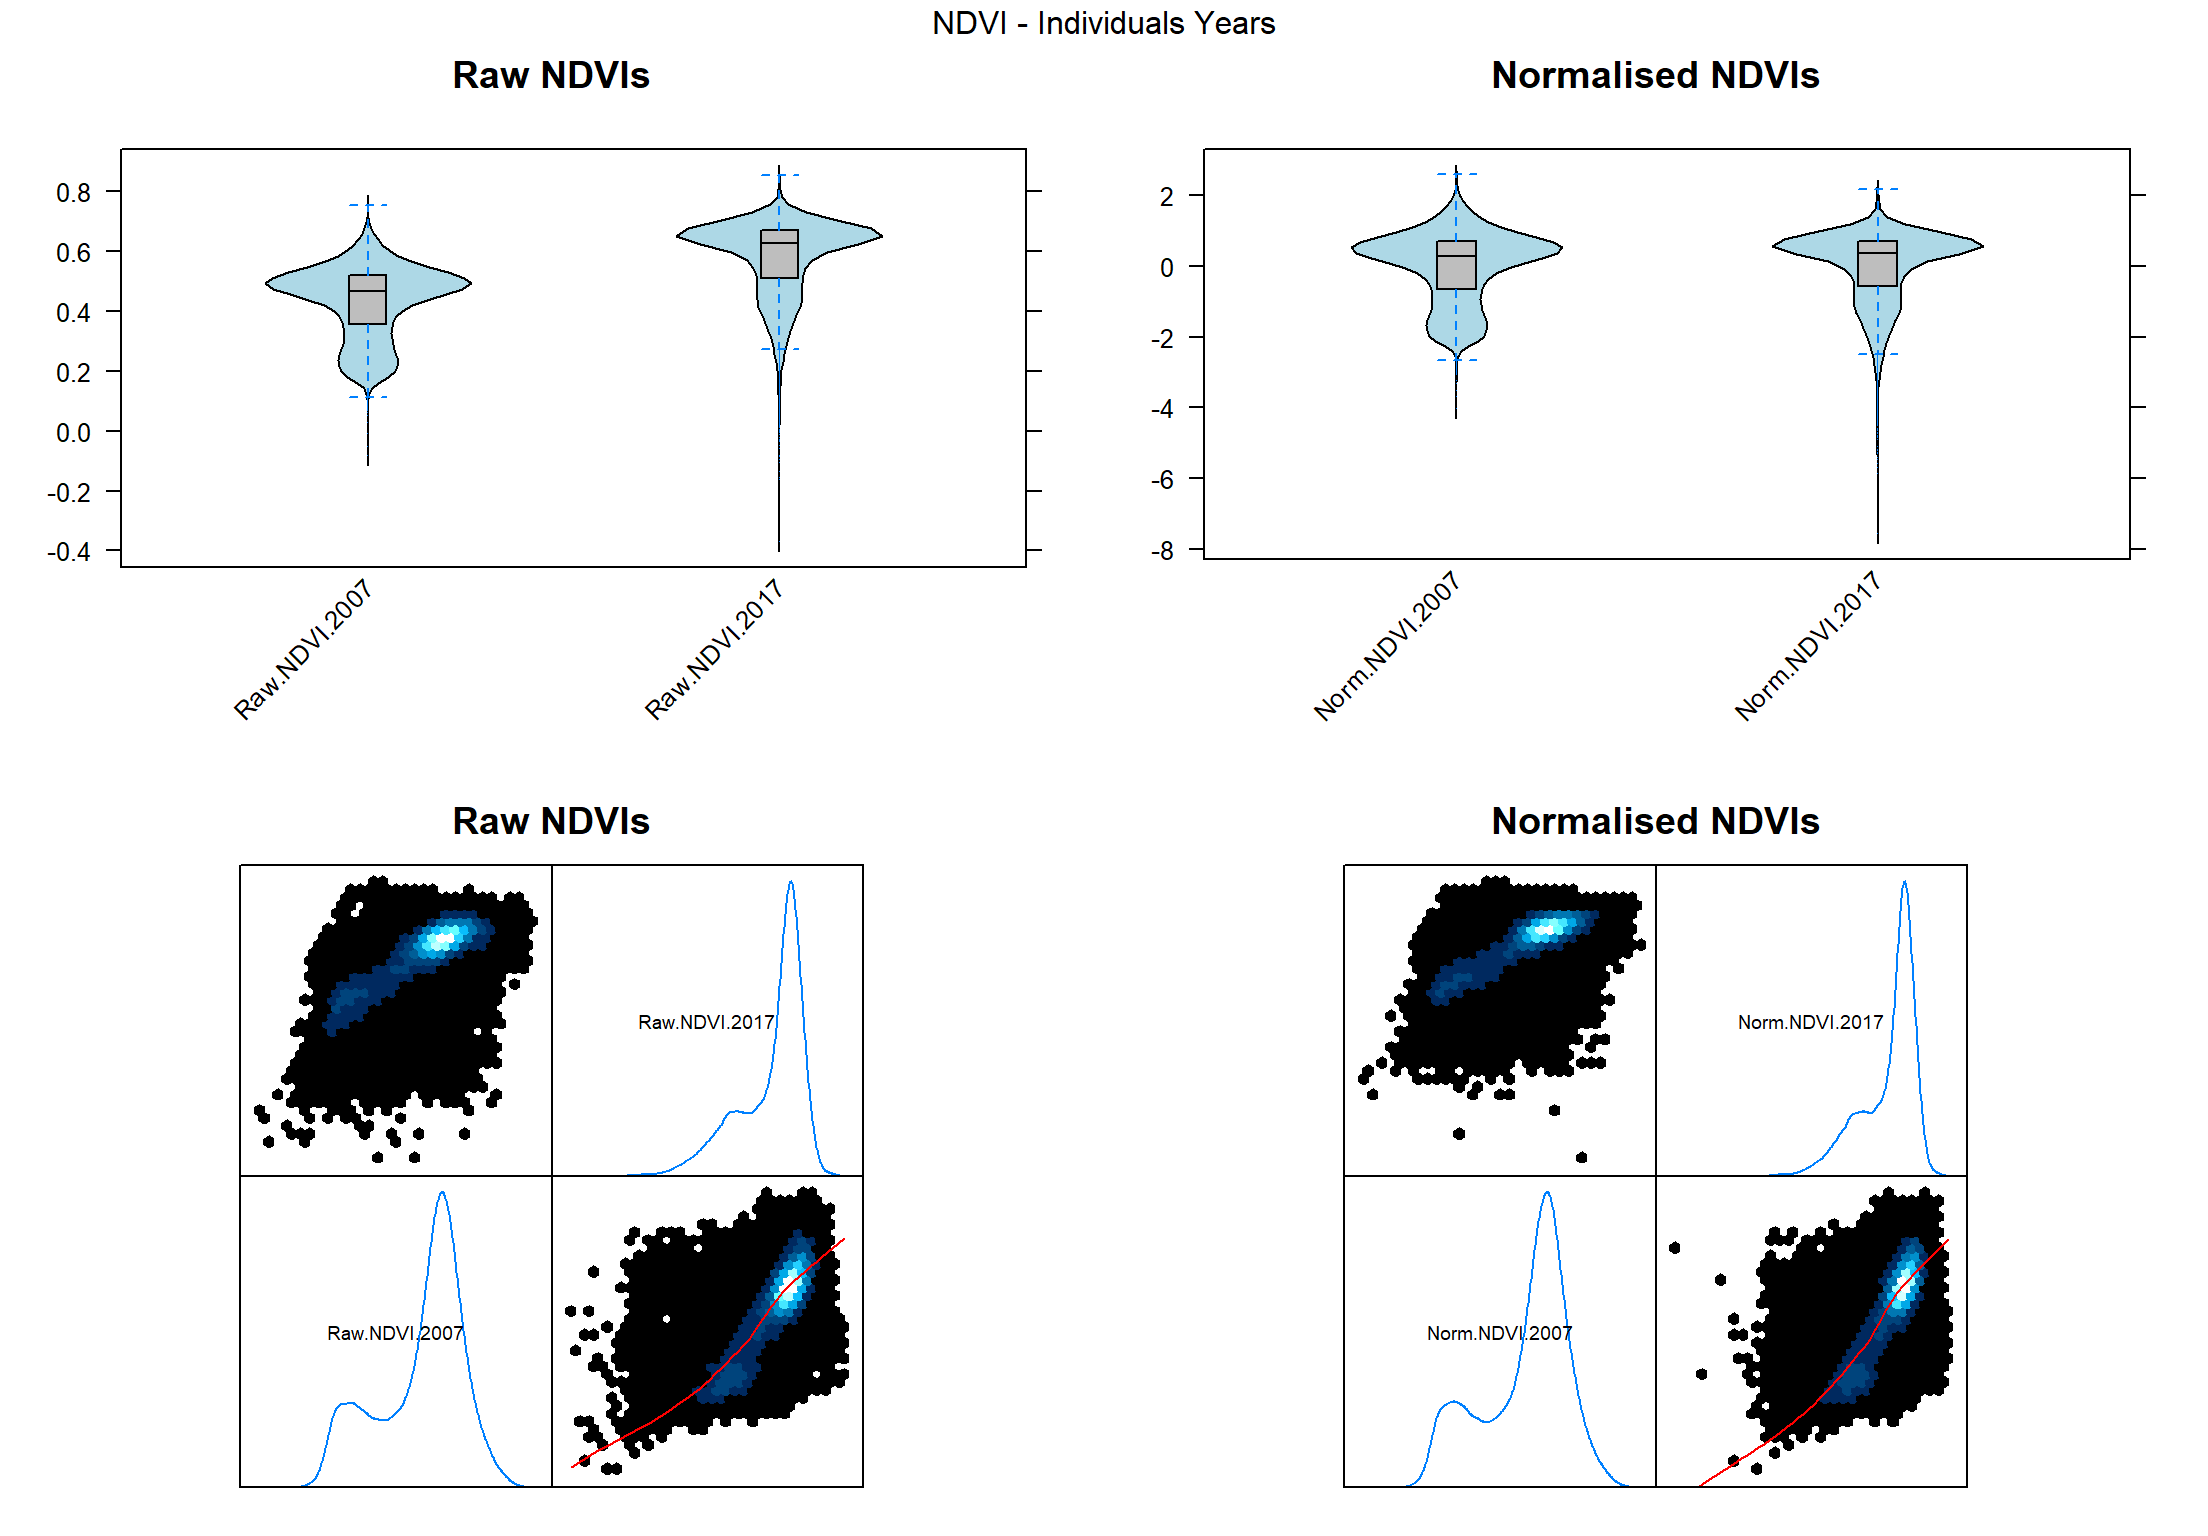 NDVI - Individuals Years
Raw NDVIs
0.8
0.6
0.4
0.2
0.0
-0.2
-0.4
Raw.NDVI.2007
Raw.NDVI.2017
Normalised NDVIs
2
0
-2
-4
-6
-8
Norm.NDVI.2007
Norm.NDVI.2017
Raw NDVIs
Raw.NDVI.2017
Raw.NDVI.2007
Normalised NDVIs
Norm.NDVI.2017
Norm.NDVI.2007